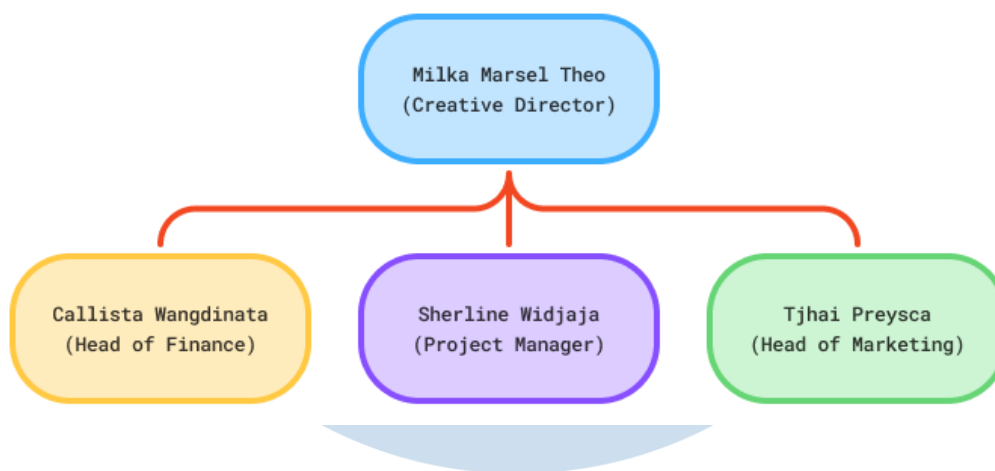 Milka Marsel Theo
(Creative Director)
Callista Wangdinata
(Head of Finance)
Sherline Widjaja
(Project Manager)
Tjhai Preysca
(Head of Marketing)